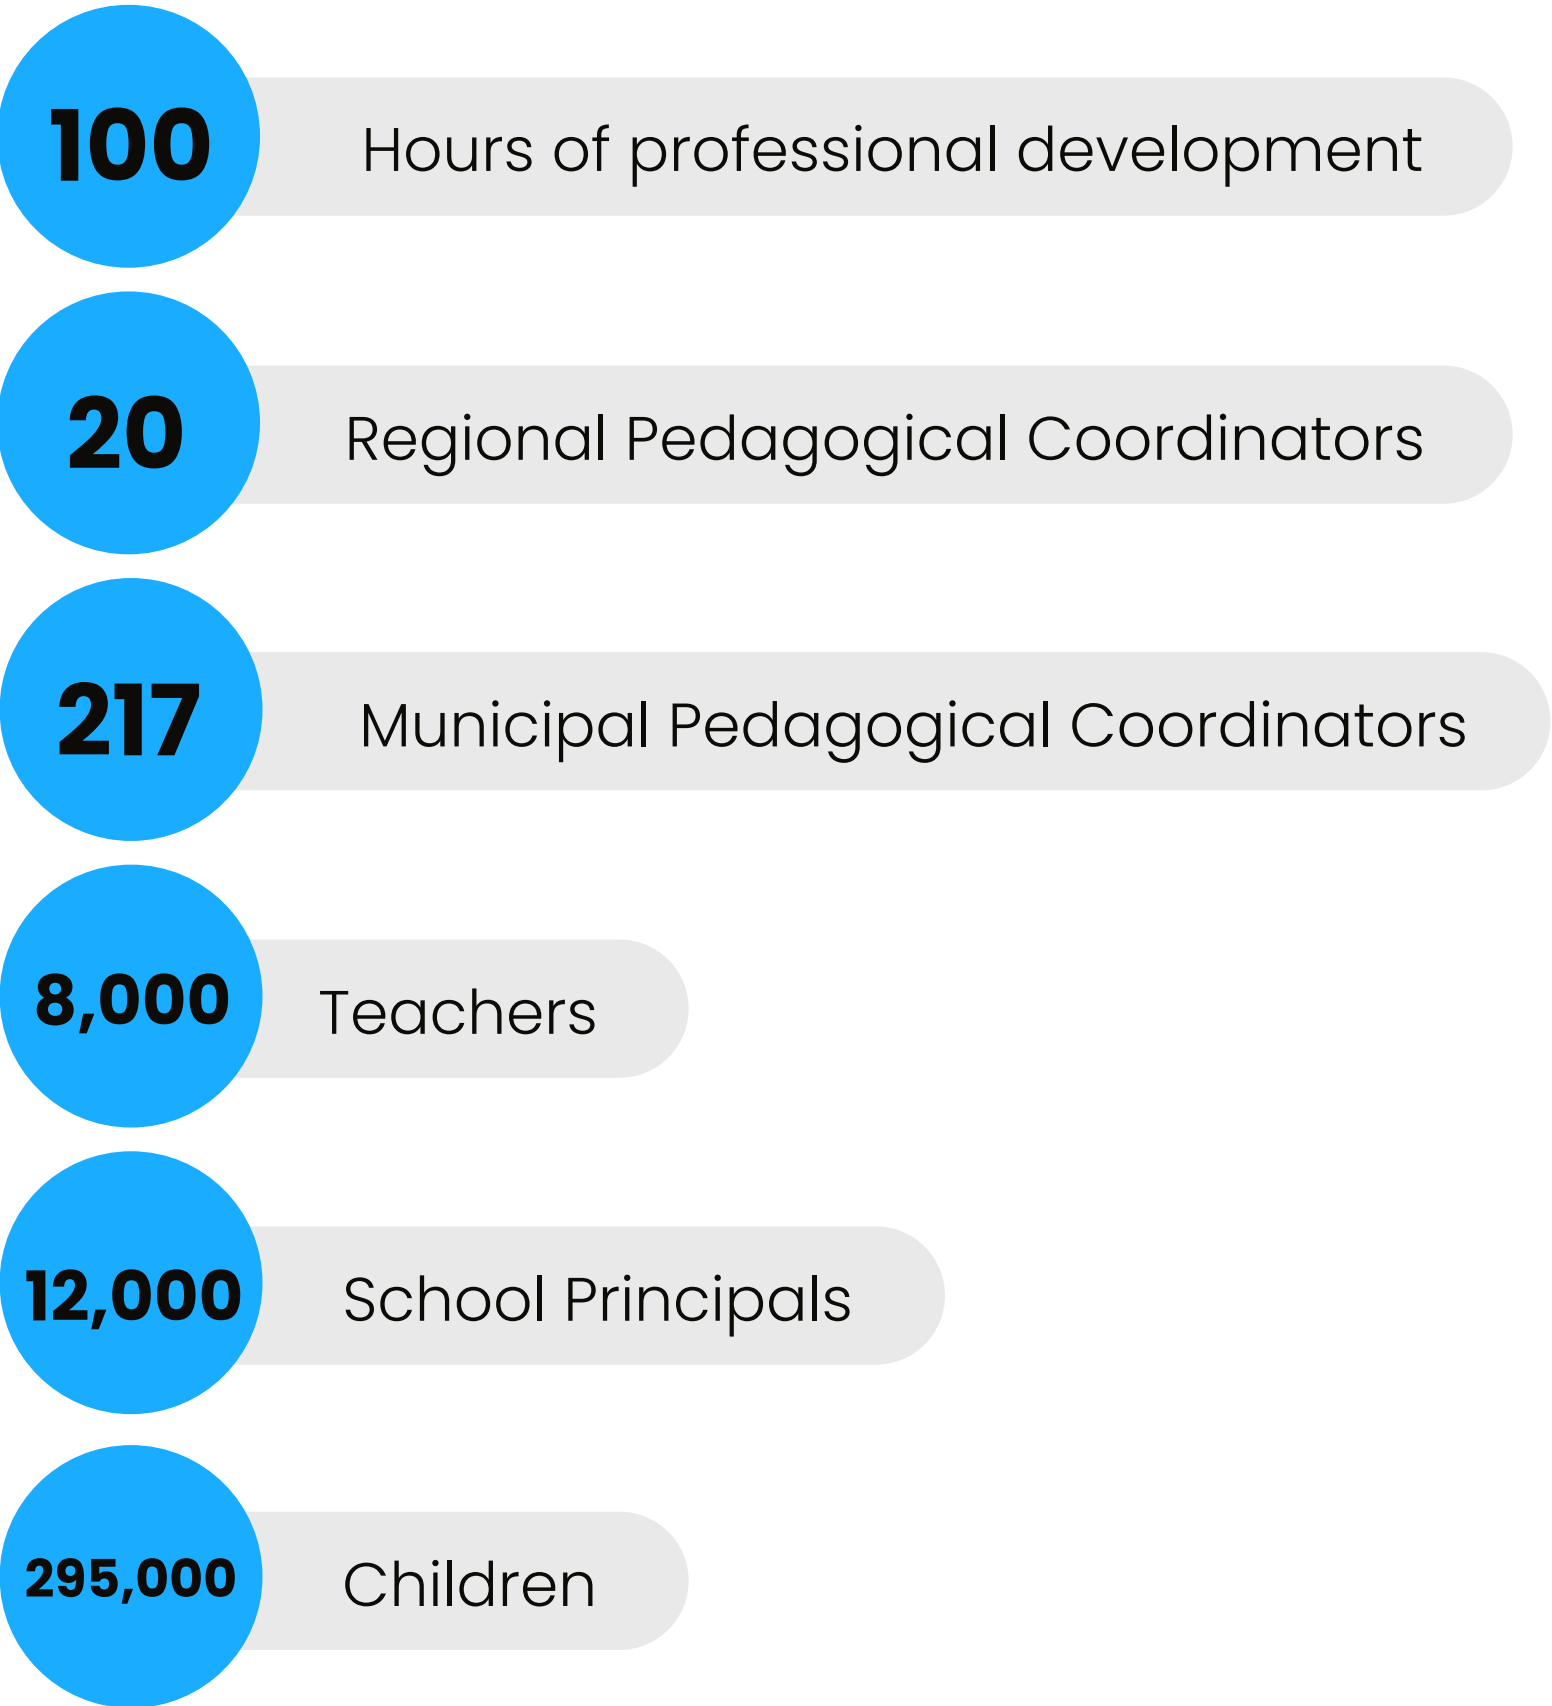 100
Hours of professional development
20
Regional Pedagogical Coordinators
217
Municipal Pedagogical Coordinators
8,000
Teachers
12,000
School Principals
295,000
Children